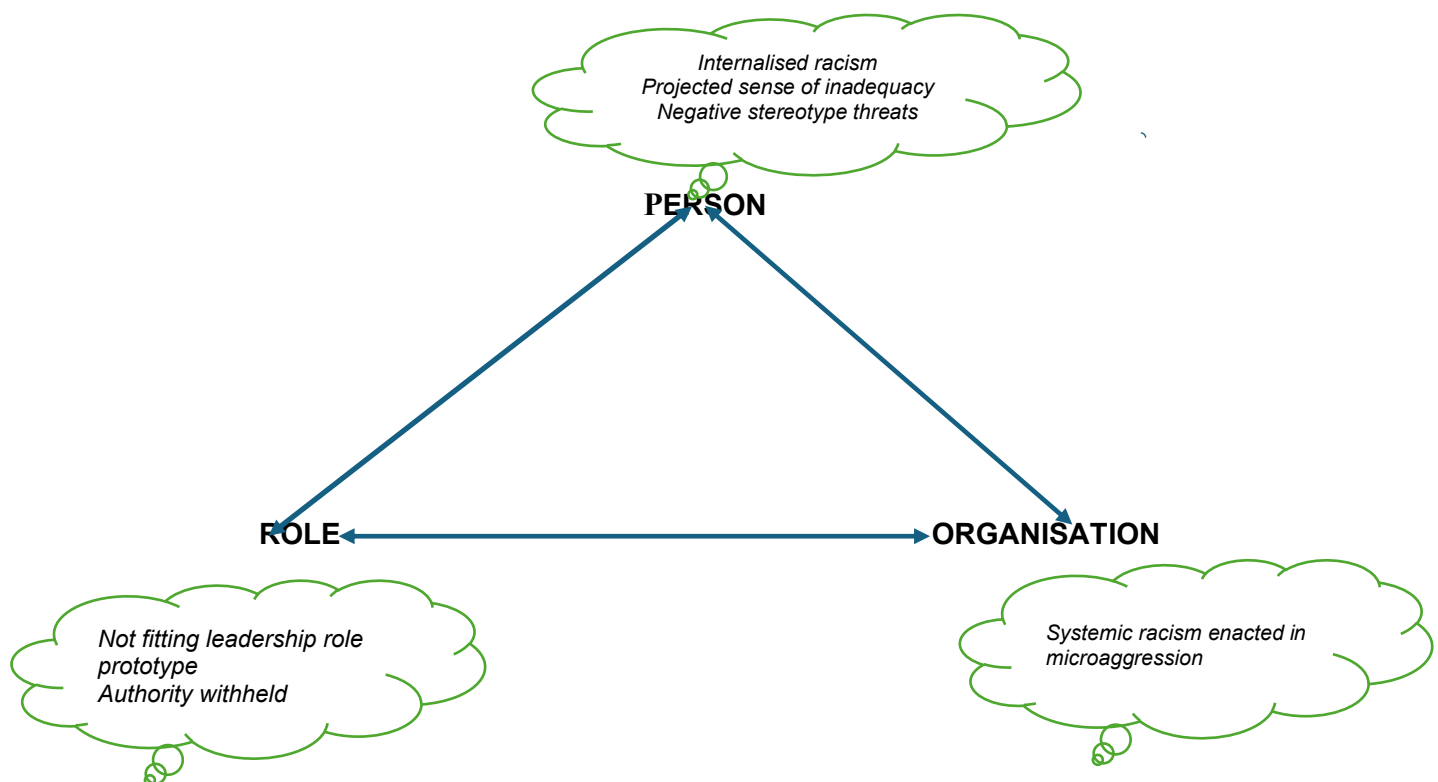 Internalised racism
Projected sense of inadequacy
Negative stereotype threats
PERSON
ROLE
ORGANISATION
Not fitting leadership role
prototype
Authority withheld
Systemic racism enacted in
microaggression